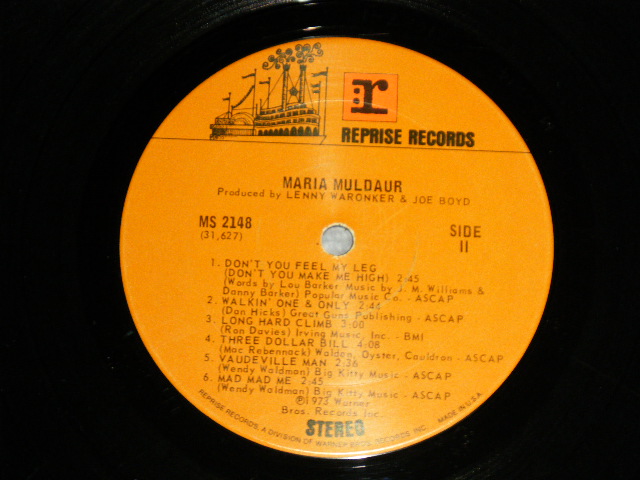 r
REPRISE RECORDS
MARIA MULDAUR
Produced by LENNY WARONKER & JOE BOYD
MS 2148
(31,627)
SIDE
II
1. DON'T YOU FEEL MY LEG
(DON'T YOU MAKE ME HIGH) 2:45
(Words by Lou Barker Music by J. M. Williams &
Danny Barker) Popular Music Co. - ASCAP
2. WALKIN' ONE & ONLY 2:46
(Dan Hicks) Great Guns Publishing - ASCAP
3. LONG HARD CLIMB 3:00
(Ron Davies) Irving Music, Inc. - BMI
4. THREE DOLLAR BILL 4:08
(Mac Rebennack) Walden, Oyster, Cauldron - ASCAP
5. VAUDEVILLE MAN 2:36
(Wendy Waldman) Big Kitty Music - ASCAP
6. MAD MAD ME 2:45
(Wendy Waldman) Big Kitty Music - ASCAP
℗1973 Warner
Bros. Records Inc.
STEREO
REPRISE RECORDS, A DIVISION OF WARNER BROS. RECORDS INC. MADE IN U.S.A.